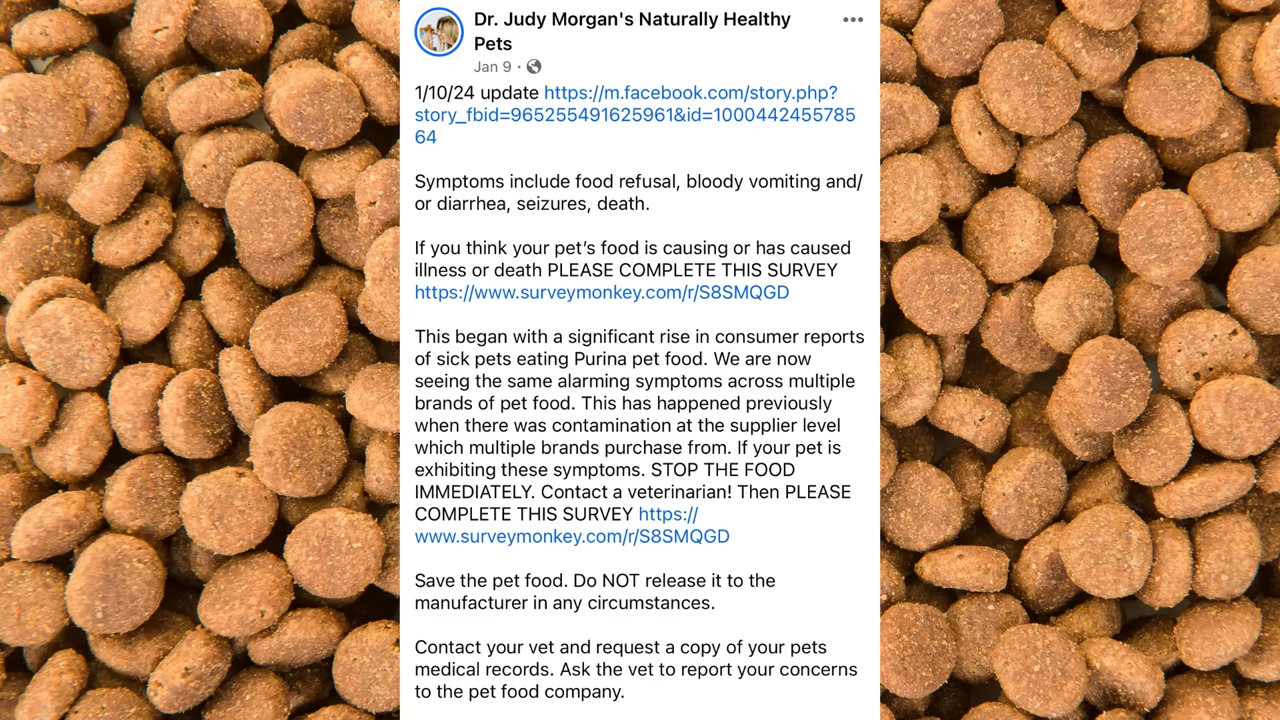 Dr. Judy Morgan's Naturally Healthy
Pets
Jan 9 ·
1/10/24 update https://m.facebook.com/story.php?
story_fbid=965255491625961&id=1000442455785
64
Symptoms include food refusal, bloody vomiting and/
or diarrhea, seizures, death.
If you think your pet’s food is causing or has caused
illness or death PLEASE COMPLETE THIS SURVEY
https://www.surveymonkey.com/r/S8SMQGD
This began with a significant rise in consumer reports
of sick pets eating Purina pet food. We are now
seeing the same alarming symptoms across multiple
brands of pet food. This has happened previously
when there was contamination at the supplier level
which multiple brands purchase from. If your pet is
exhibiting these symptoms. STOP THE FOOD
IMMEDIATELY. Contact a veterinarian! Then PLEASE
COMPLETE THIS SURVEY https://
www.surveymonkey.com/r/S8SMQGD
Save the pet food. Do NOT release it to the
manufacturer in any circumstances.
Contact your vet and request a copy of your pets
medical records. Ask the vet to report your concerns
to the pet food company.